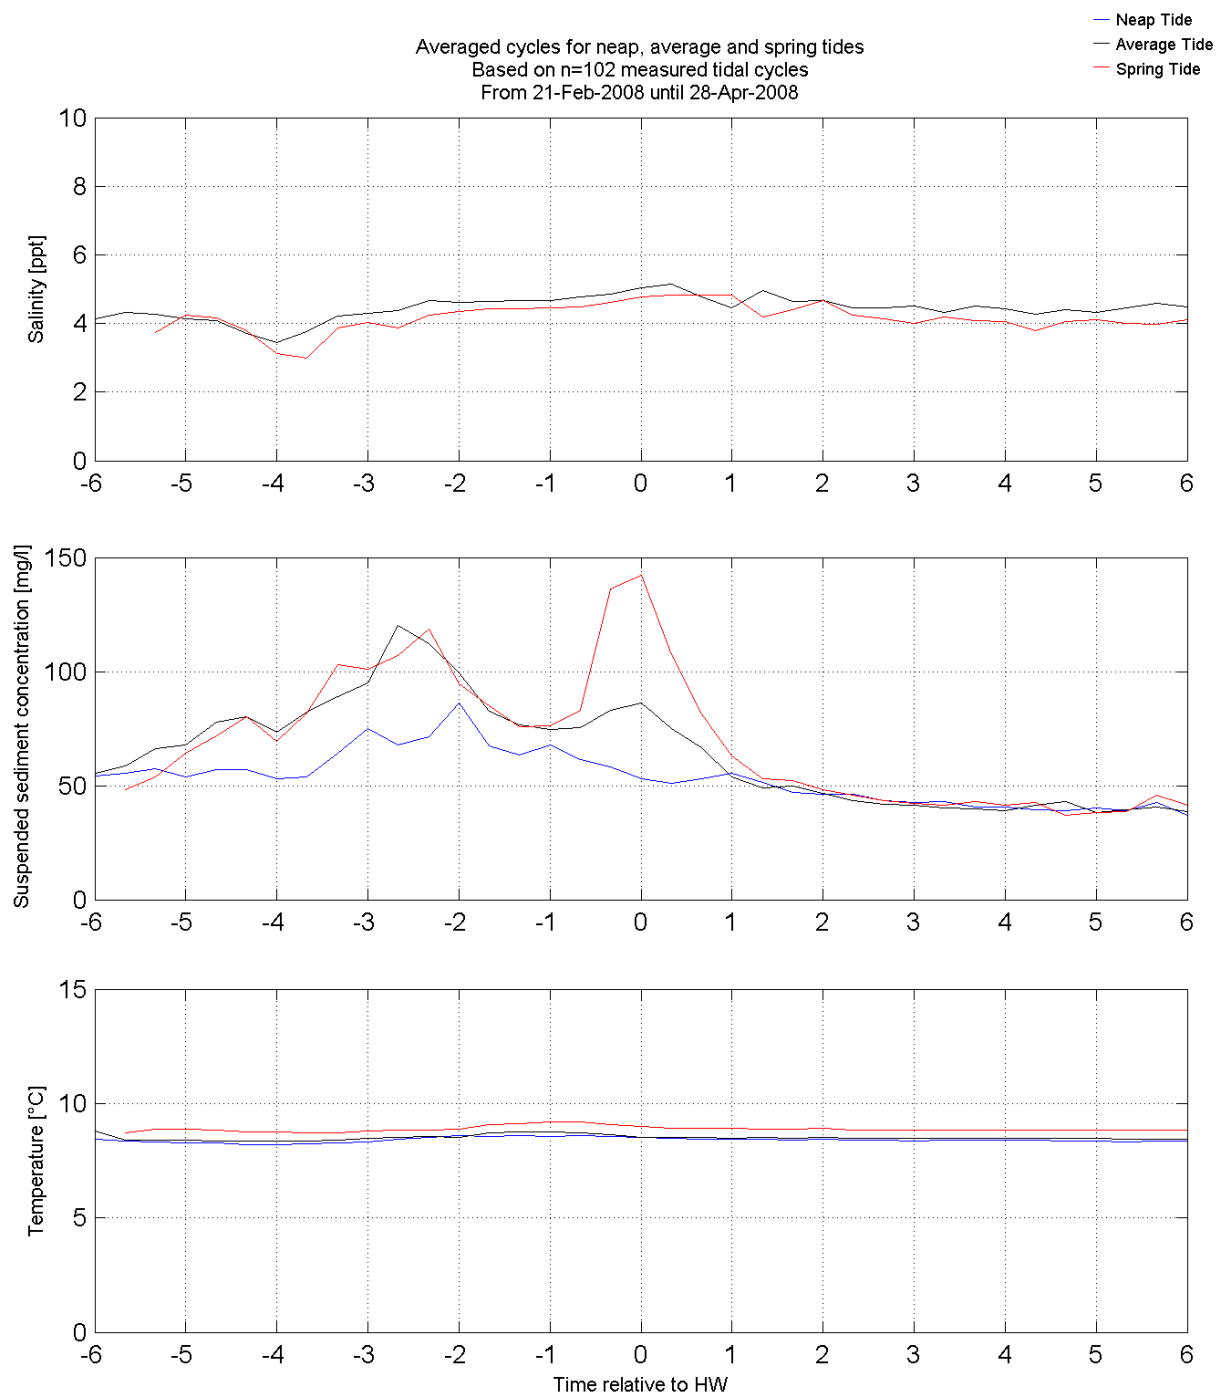 Neap Tide
Average Tide
Spring Tide
Averaged cycles for neap, average and spring tides
Based on n=102 measured tidal cycles
From 21-Feb-2008 until 28-Apr-2008
10
8
6
4
2
0
Salinity [ppt]
-6 -5 -4 -3 -2 -1 0 1 2 3 4 5 6
150
100
50
0
Suspended sediment concentration [mg/l]
-6 -5 -4 -3 -2 -1 0 1 2 3 4 5 6
15
10
5
0
Temperature [°C]
-6 -5 -4 -3 -2 -1 0 1 2 3 4 5 6
Time relative to HW